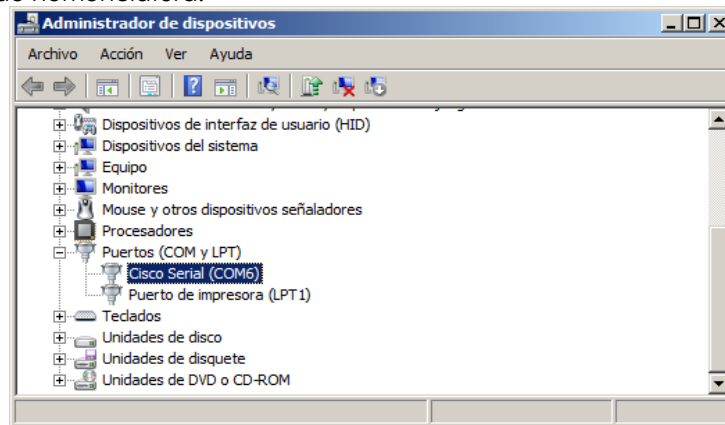 de nomenclatura.
Administrador de dispositivos
Archivo Acción Ver Ayuda
Dispositivos de interfaz de usuario (HID)
Dispositivos del sistema
Equipo
Monitores
Mouse y otros dispositivos señaladores
Procesadores
Puertos (COM y LPT)
Cisco Serial (COM6)
Puerto de impresora (LPT1)
Teclados
Unidades de disco
Unidades de disquete
Unidades de DVD o CD-ROM